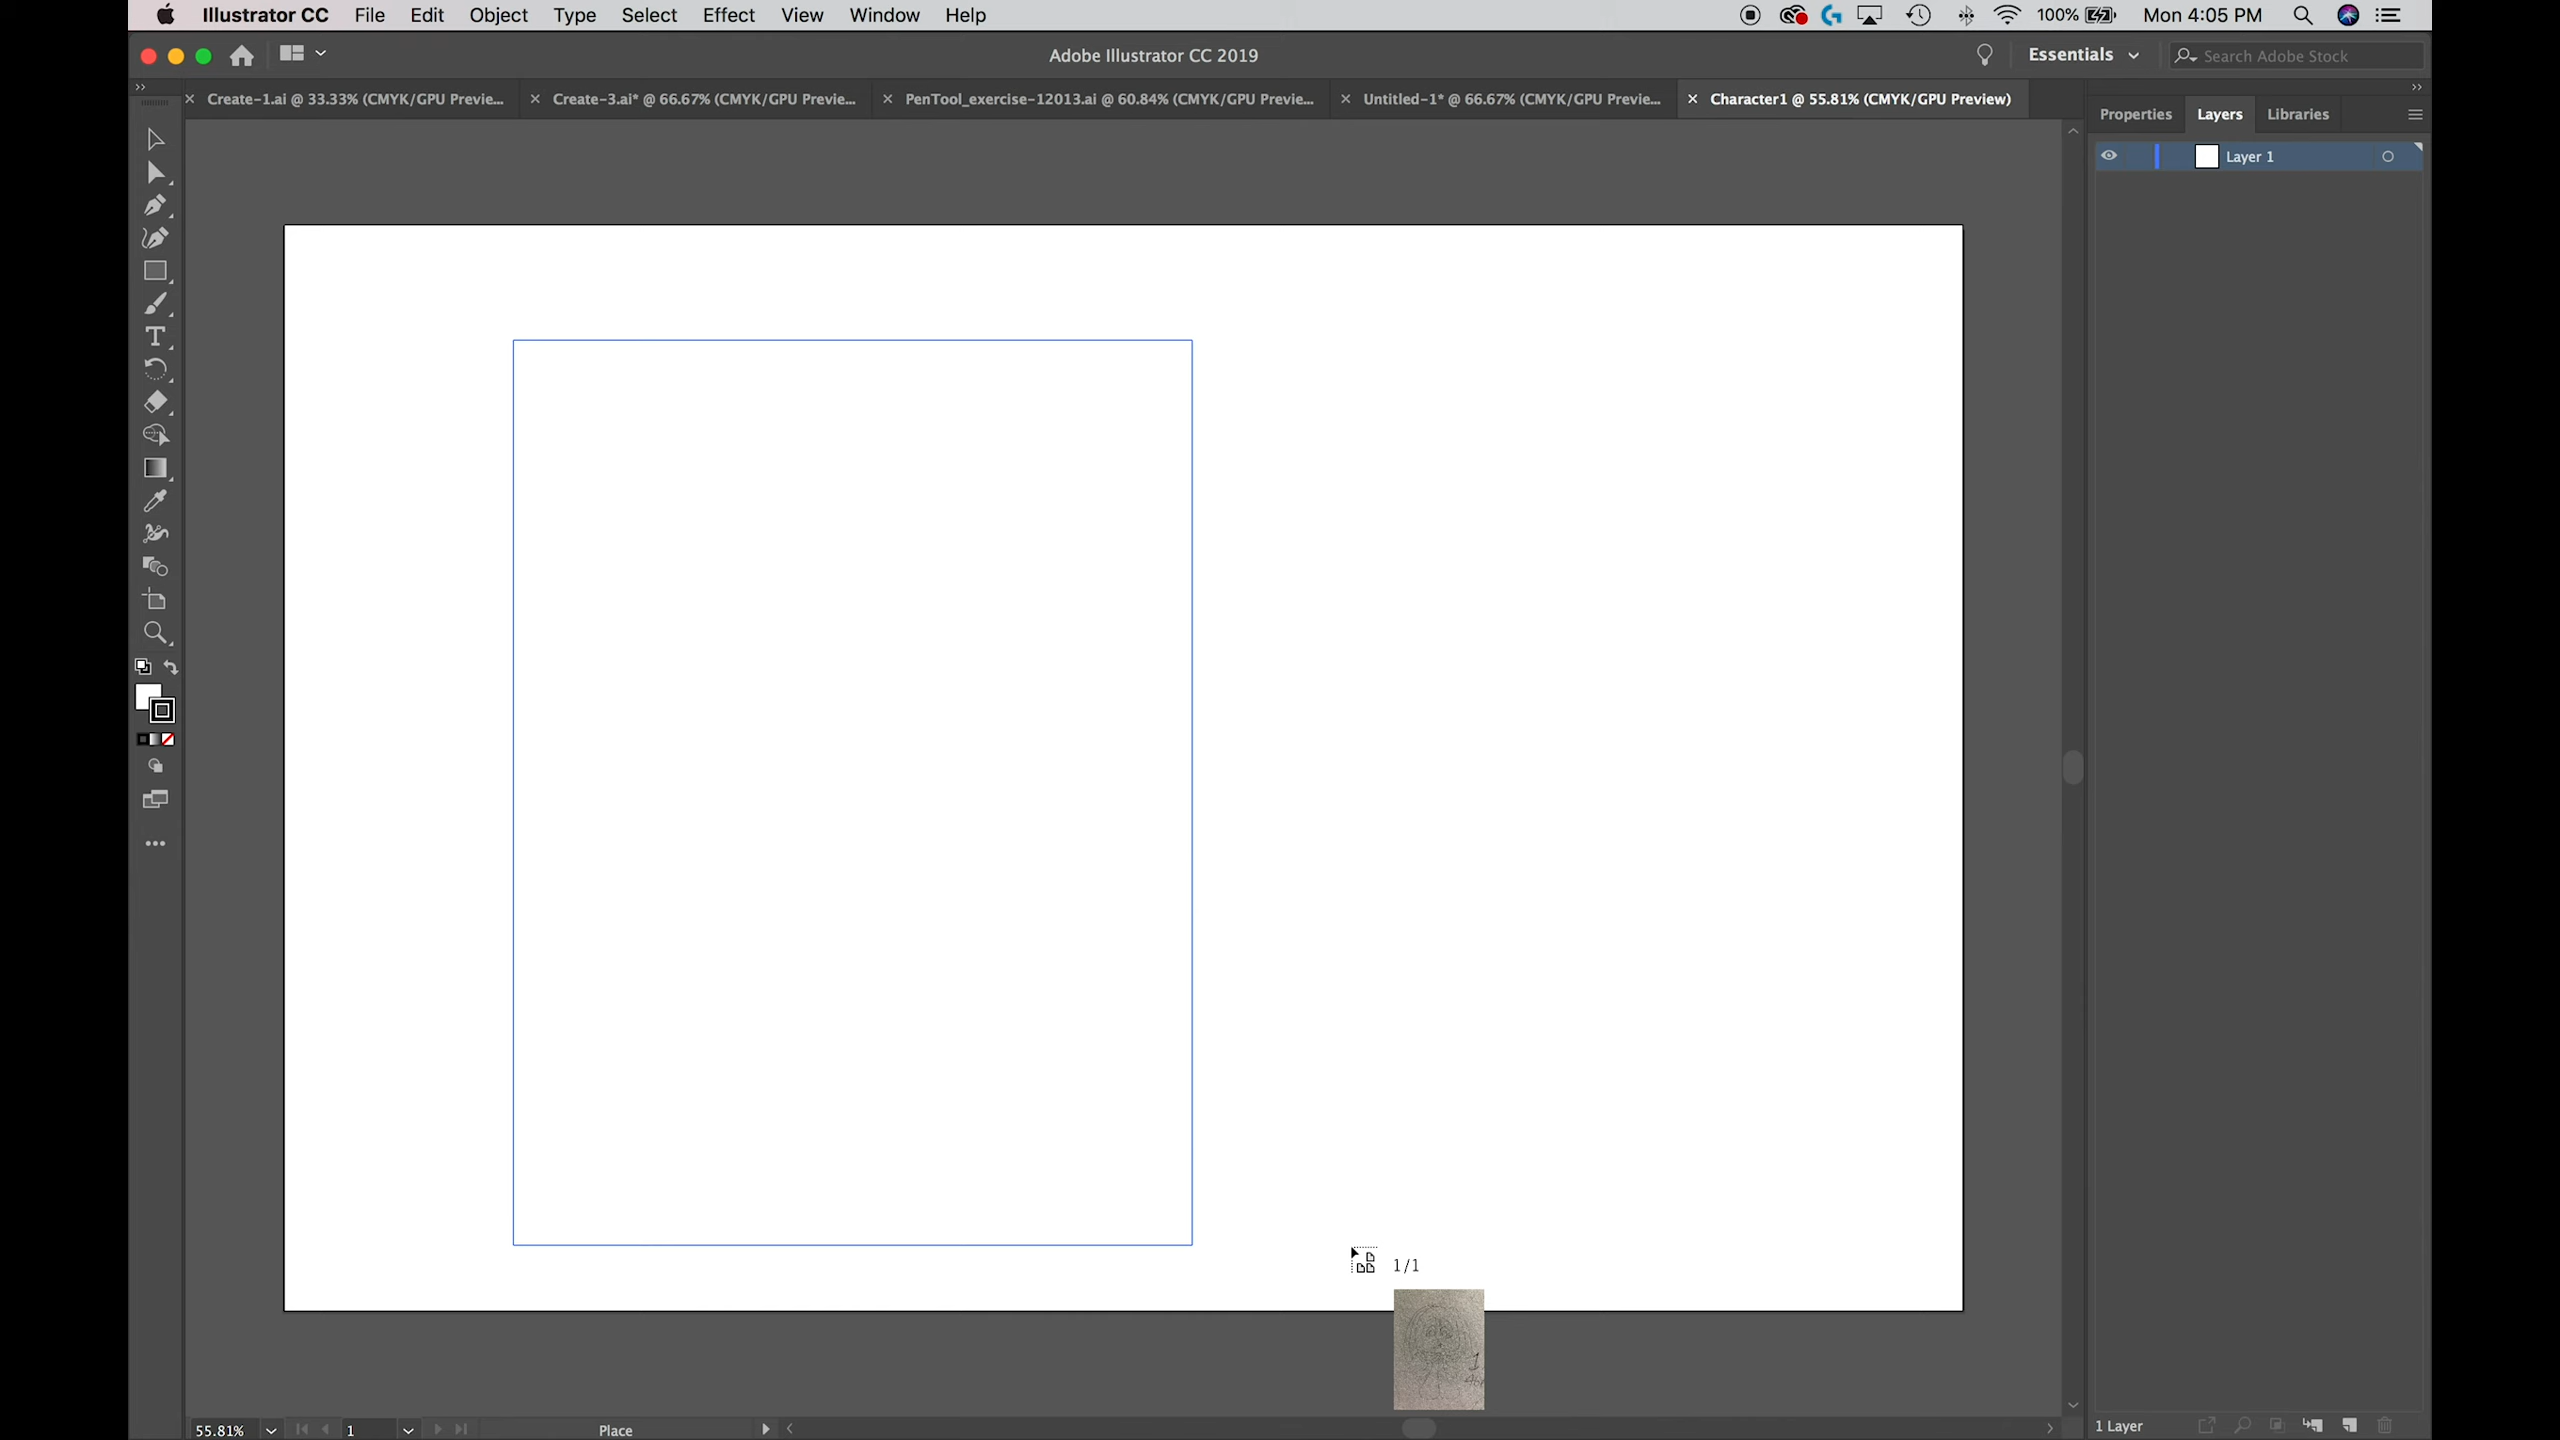 Illustrator CC File Edit Object Type Select Effect View Window Help
100% Mon 4:05 PM
Adobe Illustrator CC 2019
Essentials
Search Adobe Stock
Create-1.ai @ 33.33% (CMYK/GPU Previe...
Create-3.ai* @ 66.67% (CMYK/GPU Previe...
PenTool_exercise-12013.ai @ 60.84% (CMYK/GPU Previe...
Untitled-1* @ 66.67% (CMYK/GPU Previe...
Character1 @ 55.81% (CMYK/GPU Preview)
Properties Layers Libraries
Layer 1
1/1
1
55.81%
1
Place
1 Layer